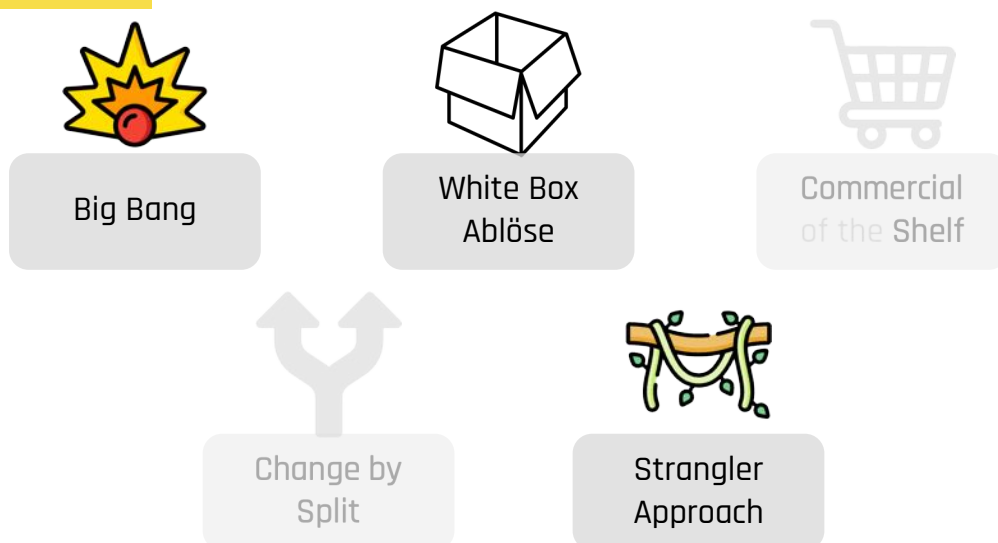 Big Bang
White Box
Ablöse
Commercial
of the Shelf
Change by
Split
Strangler
Approach